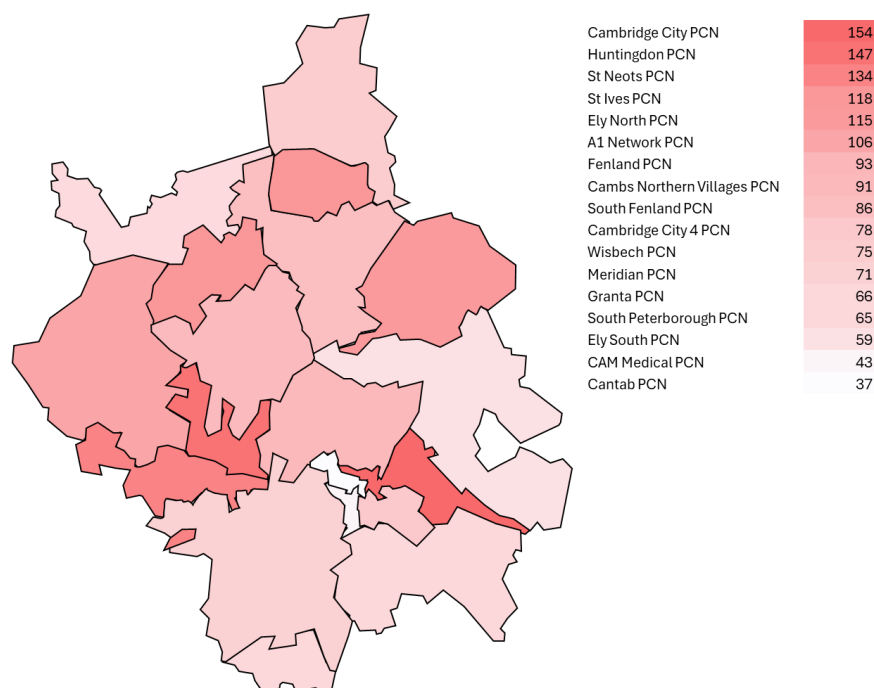 Cambridge City PCN 154
Huntingdon PCN 147
St Neots PCN 134
St Ives PCN 118
Ely North PCN 115
A1 Network PCN 106
Fenland PCN 93
Cambs Northern Villages PCN 91
South Fenland PCN 86
Cambridge City 4 PCN 78
Wisbech PCN 75
Meridian PCN 71
Granta PCN 66
South Peterborough PCN 65
Ely South PCN 59
CAM Medical PCN 43
Cantab PCN 37